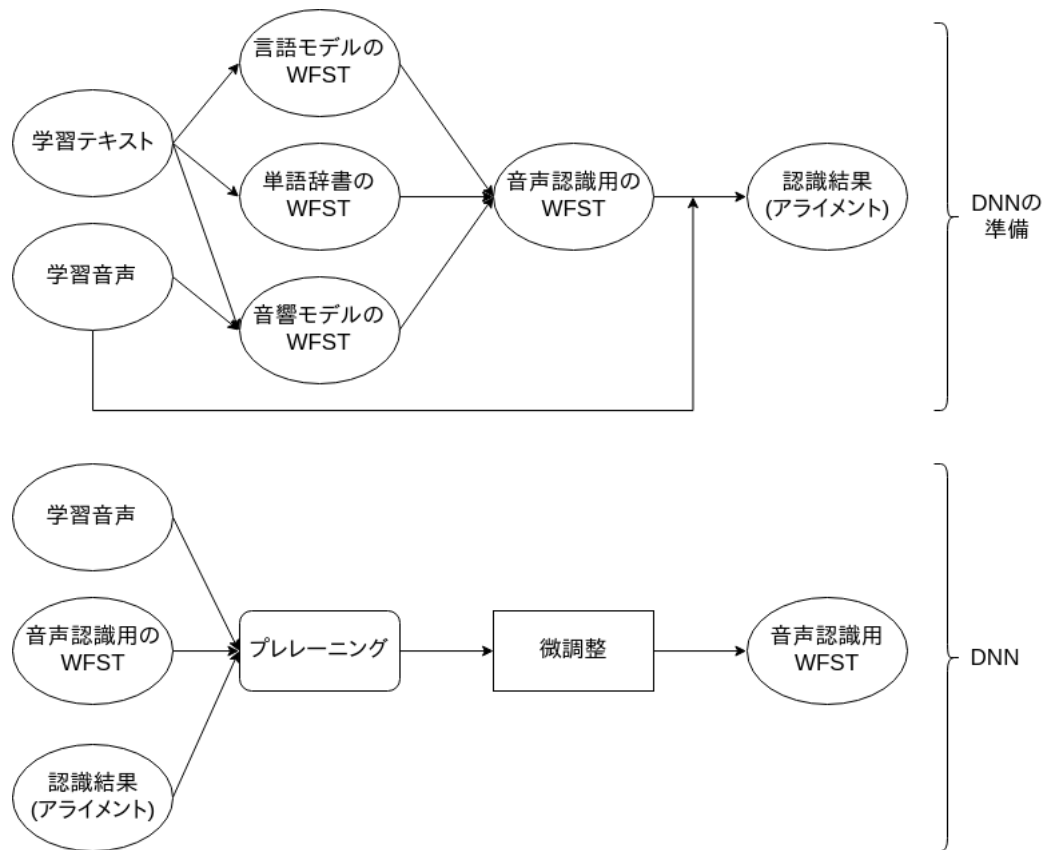 言語モデルの
WFST
学習テキスト
単語辞書の
WFST
音声認識用の
WFST
認識結果
(アライメント)
DNNの
準備
学習音声
音響モデルの
WFST
学習音声
音声認識用の
WFST
プレレーニング
微調整
音声認識用
WFST
DNN
認識結果
(アライメント)